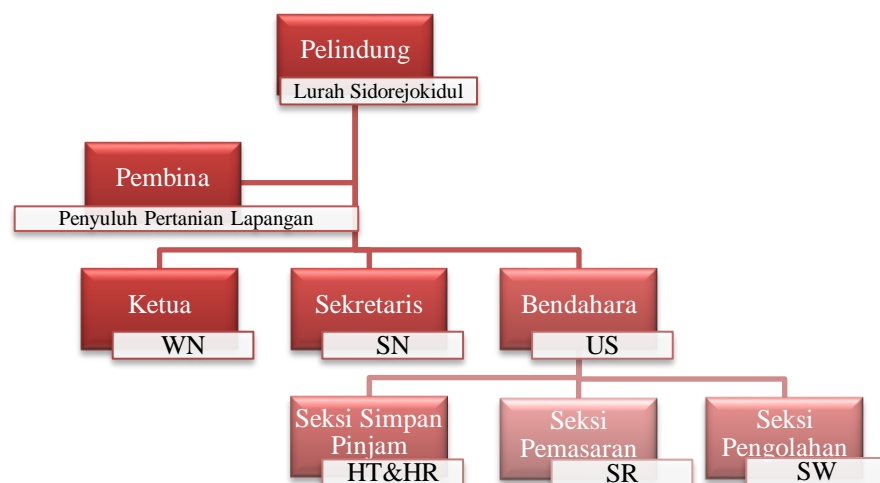 Pelindung
Lurah Sidorejokidul
Pembina
Penyuluh Pertanian Lapangan
Ketua
WN
Sekretaris
SN
Bendahara
US
Seksi Simpan
Pinjam
HT&HR
Seksi
Pemasaran
SR
Seksi
Pengolahan
SW